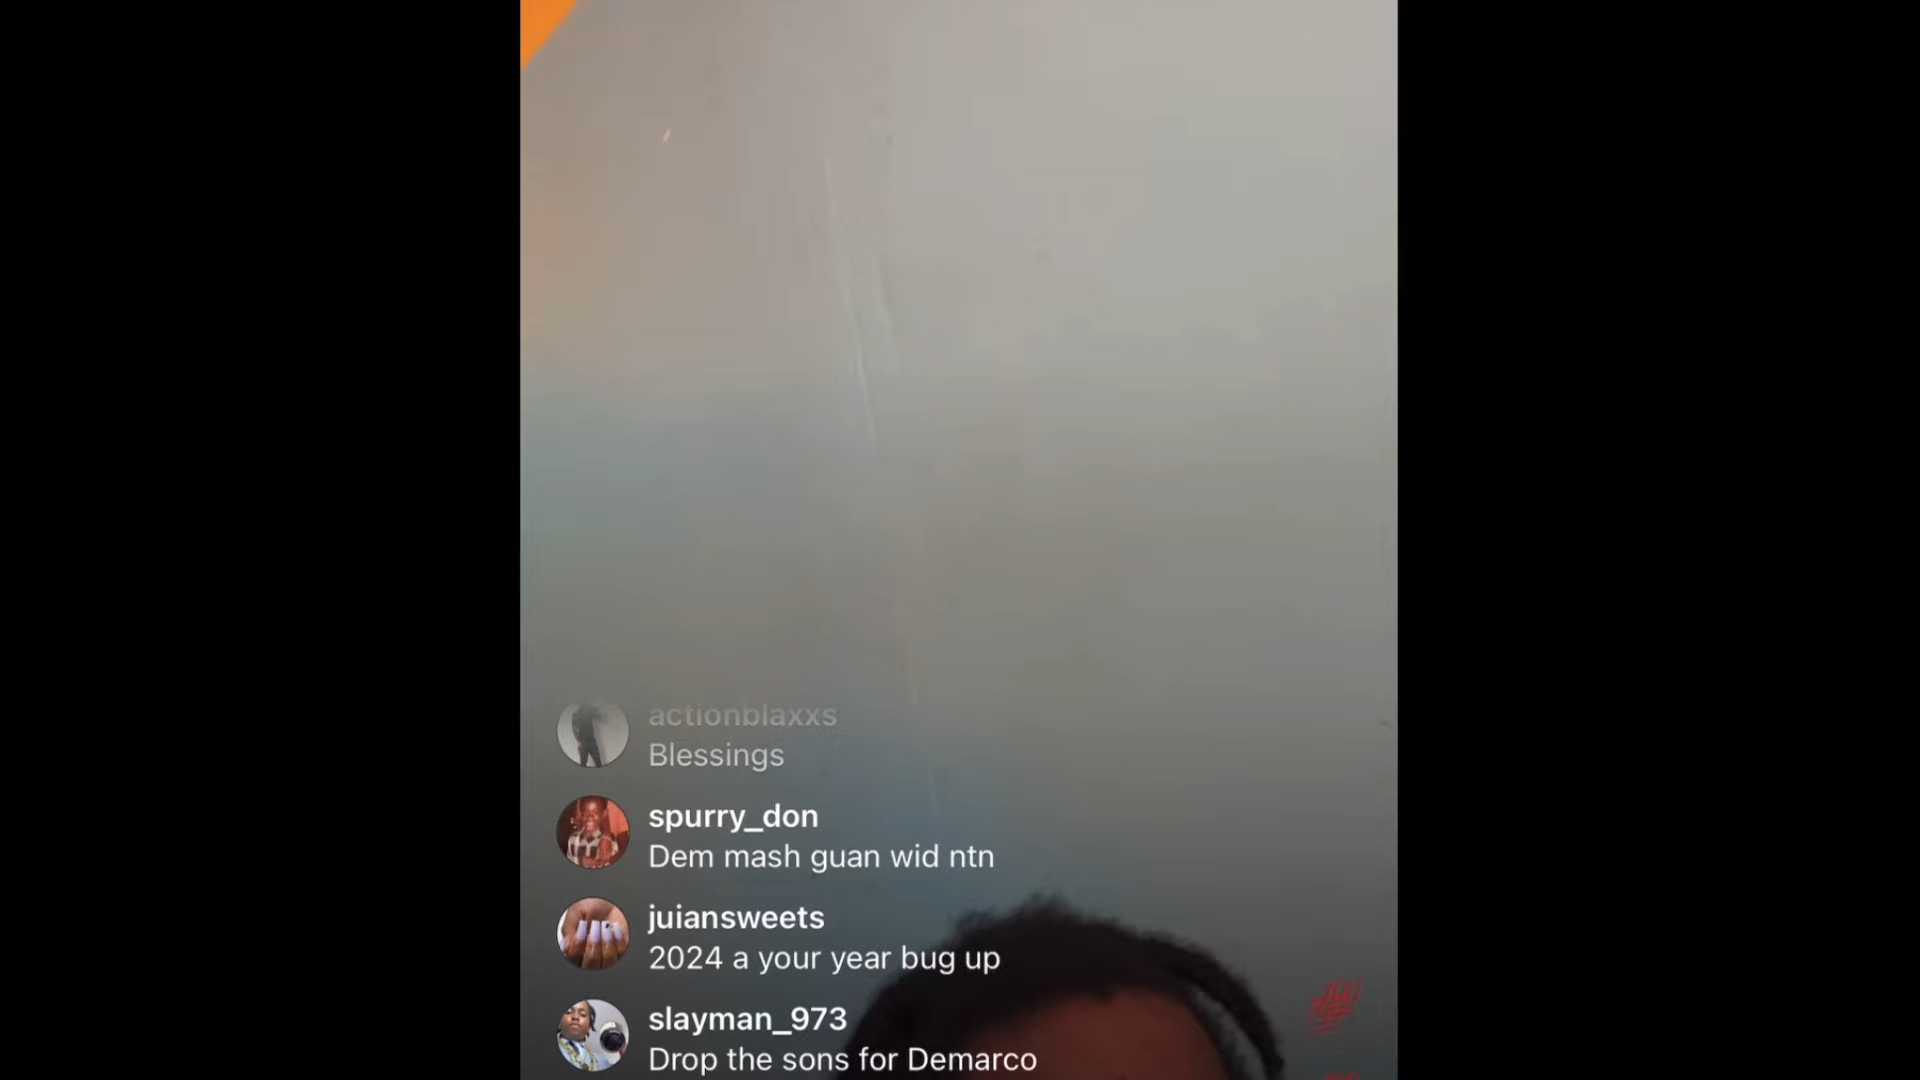 actionblaxxs
Blessings
spurry_don
Dem mash guan wid ntn
juiansweets
2024 a your year bug up
slayman_973
Drop the sons for Demarco